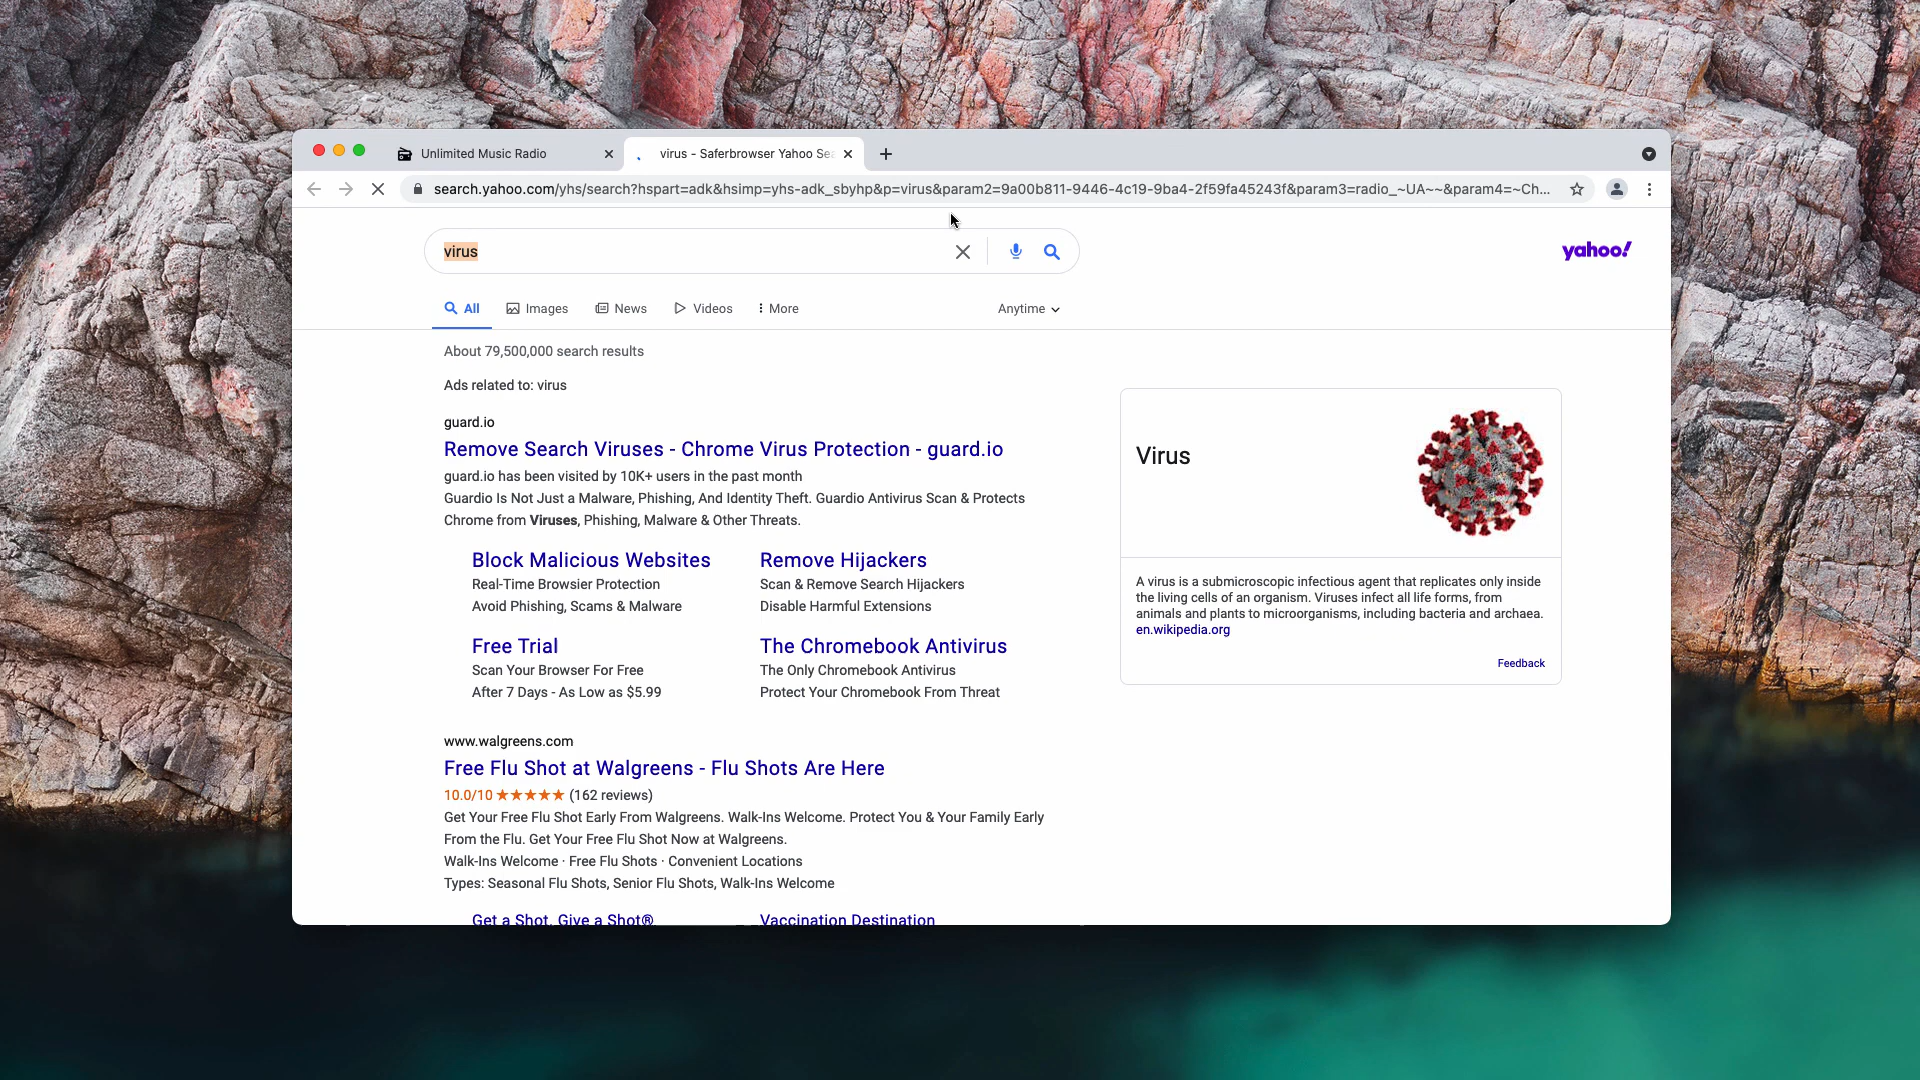 Unlimited Music Radio
virus - Saferbrowser Yahoo Sea
search.yahoo.com/yhs/search?hspart=adk&hsimp=yhs-adk_sbyhp&p=virus&param2=9a00b811-9446-4c19-9ba4-2f59fa45243f&param3=radio_~UA~~&param4=~Ch...
virus
yahoo!
All
Images
News
Videos
More
Anytime
About 79,500,000 search results
Ads related to: virus
guard.io
Remove Search Viruses - Chrome Virus Protection - guard.io
guard.io has been visited by 10K+ users in the past month
Guardio Is Not Just a Malware, Phishing, And Identity Theft. Guardio Antivirus Scan & Protects
Chrome from Viruses, Phishing, Malware & Other Threats.
Block Malicious Websites
Real-Time Browsier Protection
Avoid Phishing, Scams & Malware
Remove Hijackers
Scan & Remove Search Hijackers
Disable Harmful Extensions
Free Trial
Scan Your Browser For Free
After 7 Days - As Low as $5.99
The Chromebook Antivirus
The Only Chromebook Antivirus
Protect Your Chromebook From Threat
www.walgreens.com
Free Flu Shot at Walgreens - Flu Shots Are Here
10.0/10 ★★★★★ (162 reviews)
Get Your Free Flu Shot Early From Walgreens. Walk-Ins Welcome. Protect You & Your Family Early
From the Flu. Get Your Free Flu Shot Now at Walgreens.
Walk-Ins Welcome · Free Flu Shots · Convenient Locations
Types: Seasonal Flu Shots, Senior Flu Shots, Walk-Ins Welcome
Get a Shot. Give a Shot®
Vaccination Destination
Virus
A virus is a submicroscopic infectious agent that replicates only inside
the living cells of an organism. Viruses infect all life forms, from
animals and plants to microorganisms, including bacteria and archaea.
en.wikipedia.org
Feedback